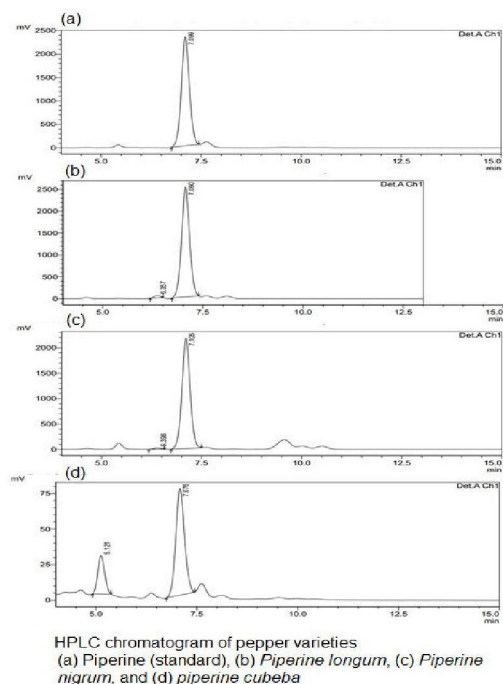 (a)
mV
Det.A Ch1
2500
2000
1500
1000
500
0
5.0
7.5
10.0
12.5
15.0
min
(b)
mV
Det.A Ch1
2500
2000
1500
1000
500
0
5.0
7.5
10.0
12.5
15.0
min
(c)
mV
Det.A Ch1
2000
1500
1000
500
0
5.0
7.5
10.0
12.5
15.0
min
(d)
mV
Det.A Ch1
75
50
25
0
5.0
7.5
10.0
12.5
15.0
min
HPLC chromatogram of pepper varieties
(a) Piperine (standard), (b) Piperine longum, (c) Piperine
nigrum, and (d) piperine cubeba